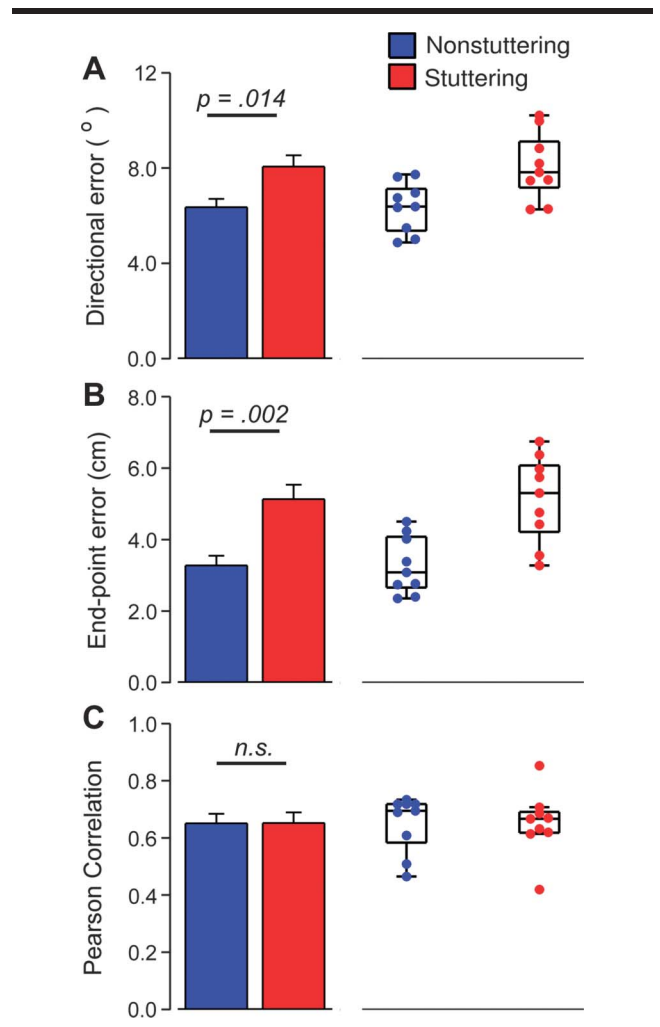 Nonstuttering
Stuttering
A
12
8.0
4.0
0.0
Directional error ( ° )
p = .014
B
8.0
6.0
4.0
2.0
0.0
End-point error (cm)
p = .002
C
1.0
0.8
0.6
0.4
0.2
0.0
Pearson Correlation
n.s.